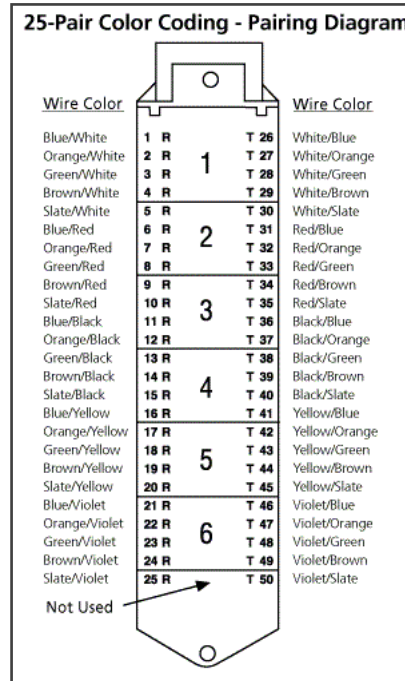 25-Pair Color Coding - Pairing Diagram
Wire Color Wire Color
Blue/White 1 R T 26 White/Blue
Orange/White 2 R T 27 White/Orange
Green/White 3 R 1 T 28 White/Green
Brown/White 4 R T 29 White/Brown
Slate/White 5 R T 30 White/Slate
Blue/Red 6 R 2 T 31 Red/Blue
Orange/Red 7 R T 32 Red/Orange
Green/Red 8 R T 33 Red/Green
Brown/Red 9 R T 34 Red/Brown
Slate/Red 10 R 3 T 35 Red/Slate
Blue/Black 11 R T 36 Black/Blue
Orange/Black 12 R T 37 Black/Orange
Green/Black 13 R T 38 Black/Green
Brown/Black 14 R 4 T 39 Black/Brown
Slate/Black 15 R T 40 Black/Slate
Blue/Yellow 16 R T 41 Yellow/Blue
Orange/Yellow 17 R T 42 Yellow/Orange
Green/Yellow 18 R 5 T 43 Yellow/Green
Brown/Yellow 19 R T 44 Yellow/Brown
Slate/Yellow 20 R T 45 Yellow/Slate
Blue/Violet 21 R T 46 Violet/Blue
Orange/Violet 22 R 6 T 47 Violet/Orange
Green/Violet 23 R T 48 Violet/Green
Brown/Violet 24 R T 49 Violet/Brown
Slate/Violet 25 R T 50 Violet/Slate
Not Used